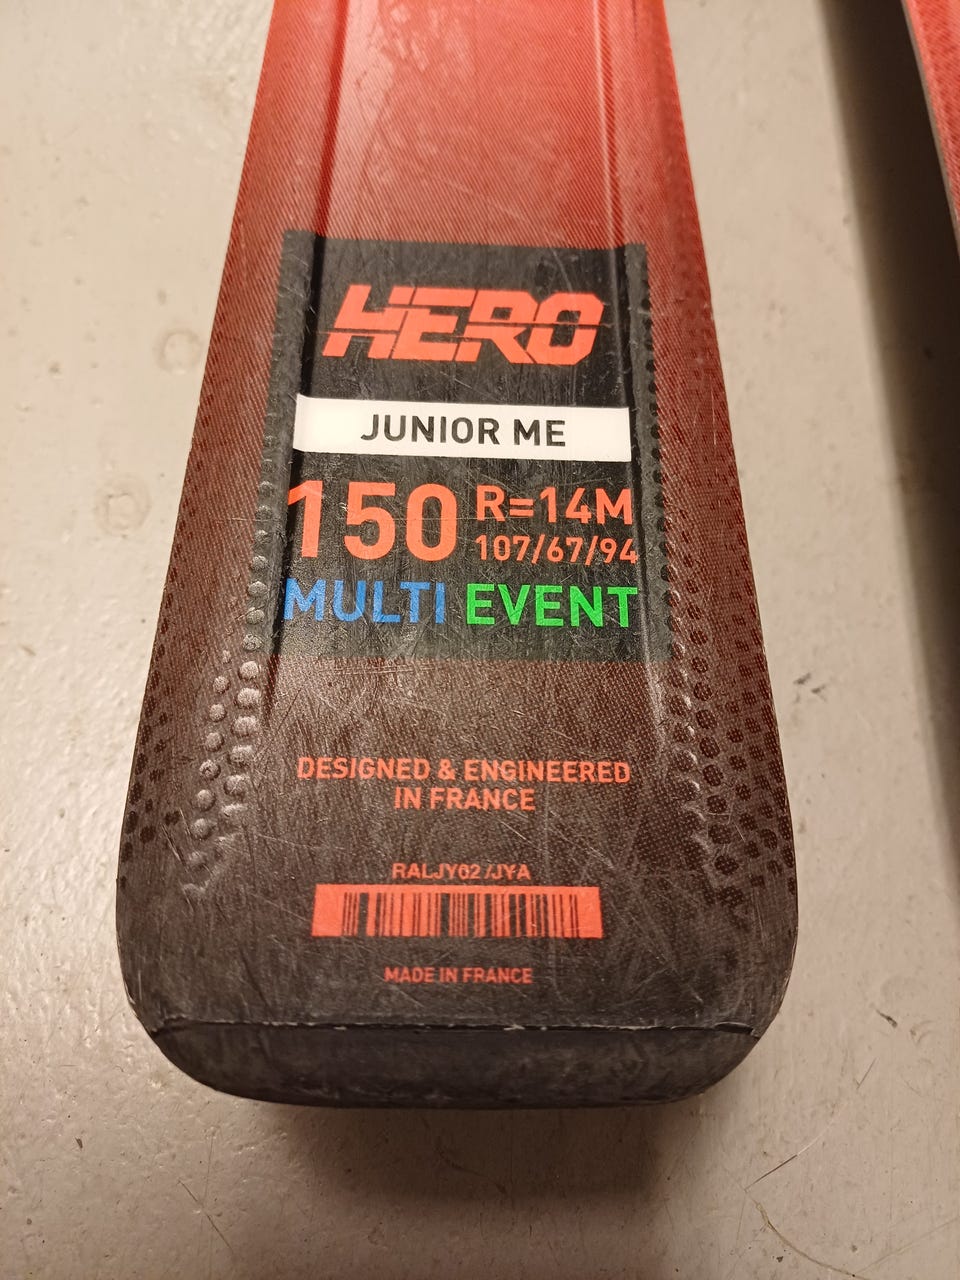 HERO
JUNIOR ME
150 R=14M
107/67/94
MULTI EVENT
DESIGNED & ENGINEERED
IN FRANCE
RALJY02 /JYA
MADE IN FRANCE